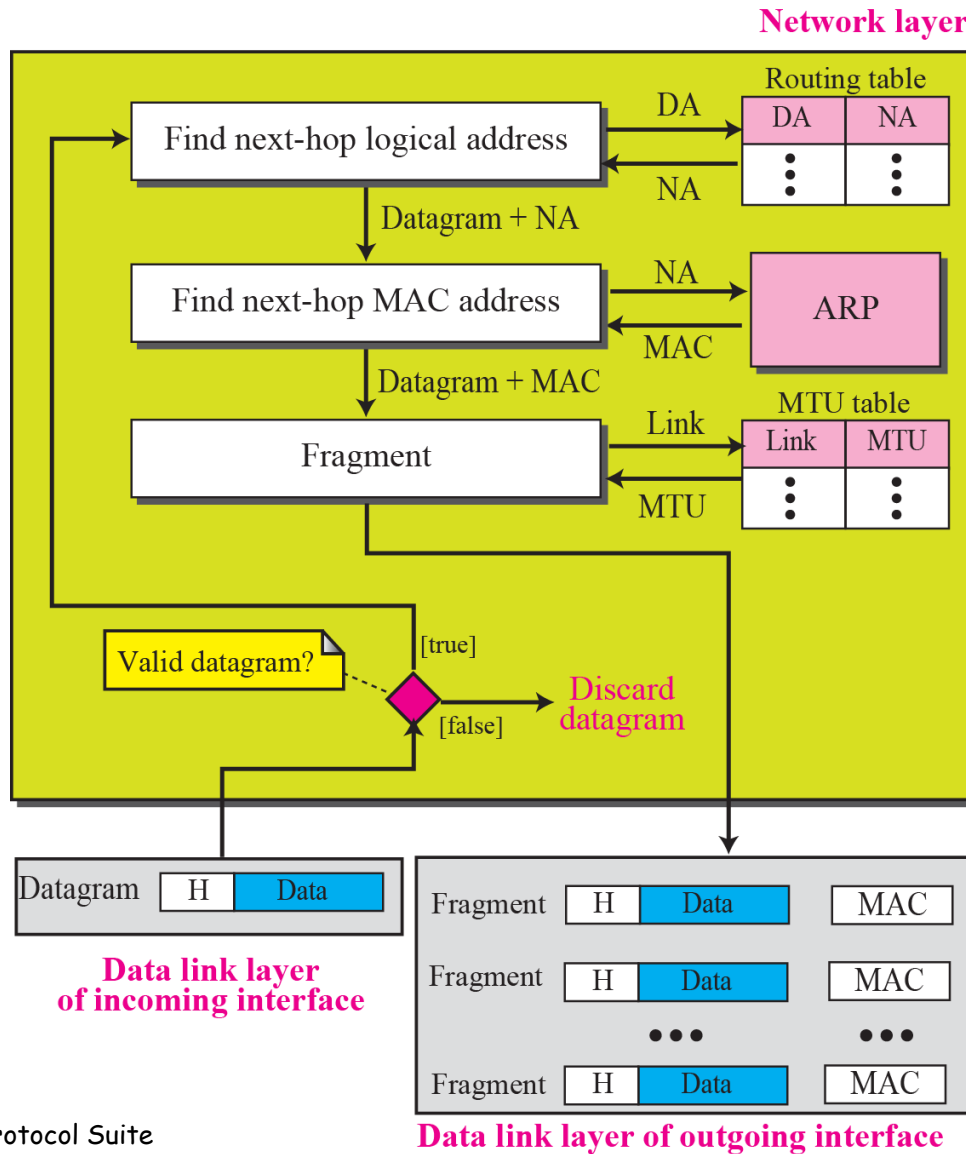 Network layer
Routing table
DA
NA
Find next-hop logical address
DA
NA
Datagram + NA
Find next-hop MAC address
NA
MAC
ARP
Datagram + MAC
MTU table
Link
MTU
Fragment
Link
MTU
Valid datagram?
[true]
[false]
Discard
datagram
Datagram
H
Data
Data link layer
of incoming interface
Fragment
H
Data
MAC
Fragment
H
Data
MAC
Fragment
H
Data
MAC
rotocol Suite
Data link layer of outgoing interface